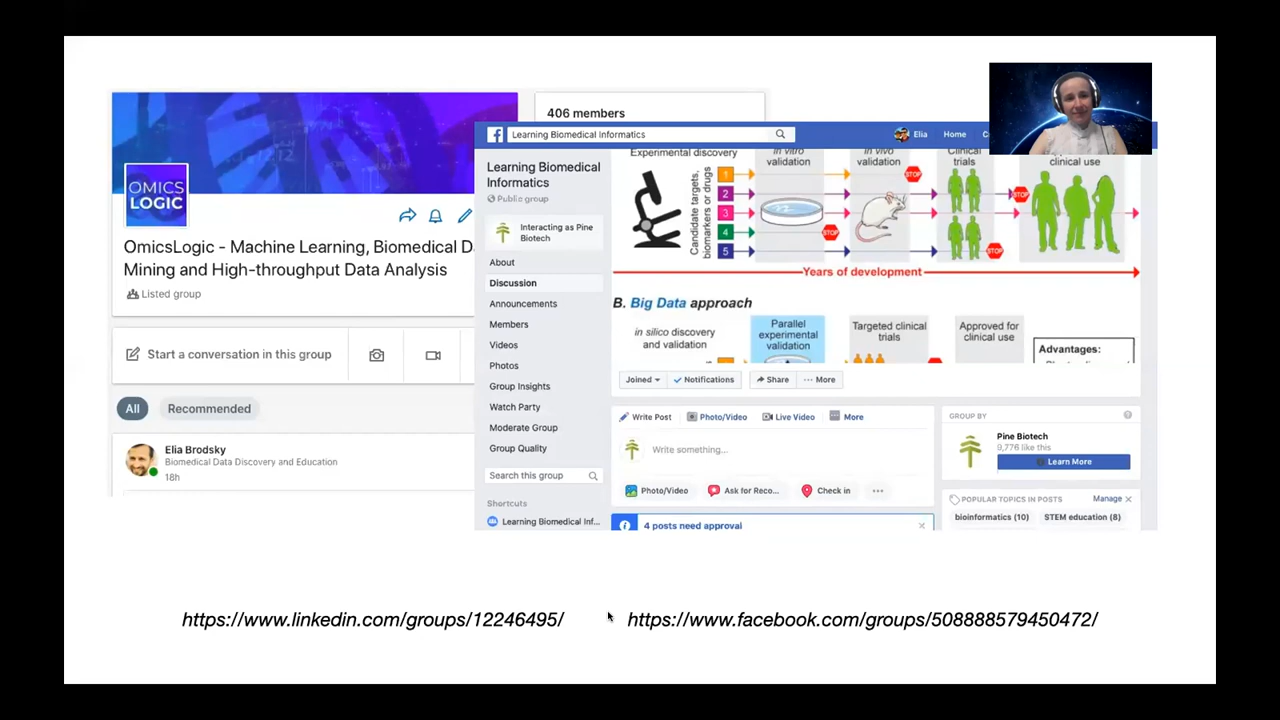 406 members
OMICS
LOGIC
OmicsLogic - Machine Learning, Biomedical D
Mining and High-throughput Data Analysis
Listed group
Start a conversation in this group
All
Recommended
Elia Brodsky
Biomedical Data Discovery and Education
18h
Learning Biomedical Informatics
Elia
Home
Learning Biomedical
Informatics
Public group
Interacting as Pine
Biotech
About
Discussion
Announcements
Members
Videos
Photos
Group Insights
Watch Party
Moderate Group
Group Quality
Search this group
Shortcuts
Learning Biomedical Inf...
Experimental discovery
in vitro
validation
in vivo
validation
Clinical
trials
clinical use
Candidate targets,
biomarkers or drugs
1
2
3
4
5
STOP
STOP
STOP
STOP
Years of development
B. Big Data approach
in silico discovery
and validation
Parallel
experimental
validation
Targeted clinical
trials
Approved for
clinical use
Advantages:
Joined
Notifications
Share
More
Write Post
Photo/Video
Live Video
More
Write something...
Photo/Video
Ask for Reco...
Check in
4 posts need approval
GROUP BY
Pine Biotech
9,776 like this
Learn More
POPULAR TOPICS IN POSTS
Manage
bioinformatics (10)
STEM education (8)
https://www.linkedin.com/groups/12246495/
https://www.facebook.com/groups/508888579450472/